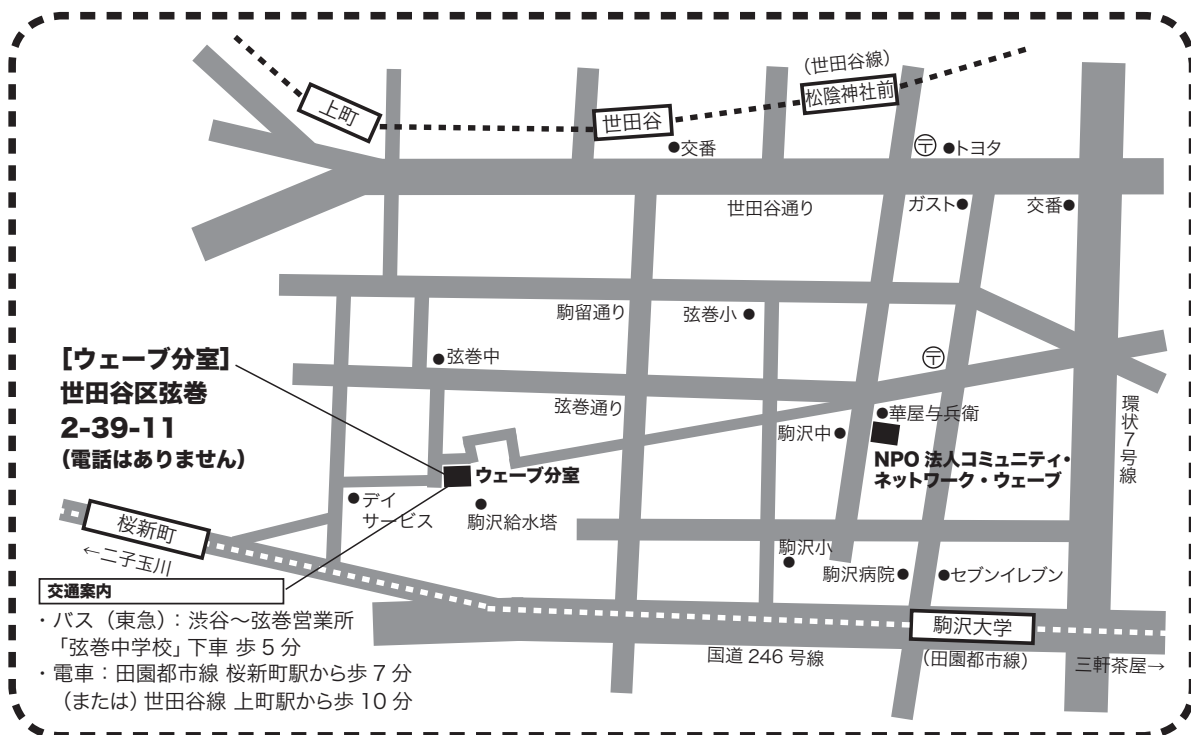 (世田谷線)
上町
世田谷
松陰神社前
●交番
〒 ●トヨタ
世田谷通り
ガスト●
交番●
駒留通り
弦巻小 ●
●弦巻中
〒
[ウェーブ分室]
世田谷区弦巻
2-39-11
(電話はありません)
弦巻通り
●華屋与兵衛
駒沢中 ●
環状7号線
NPO 法人コミュニティ・
ネットワーク・ウェーブ
ウェーブ分室
● デイ
サービス
●
駒沢給水塔
桜新町
←二子玉川
駒沢小
●
駒沢病院●
●セブンイレブン
交通案内
・バス(東急):渋谷〜弦巻営業所
「弦巻中学校」下車 歩 5 分
・電車:田園都市線 桜新町駅から歩 7 分
(または) 世田谷線 上町駅から歩 10 分
駒沢大学
国道 246 号線
(田園都市線)
三軒茶屋→